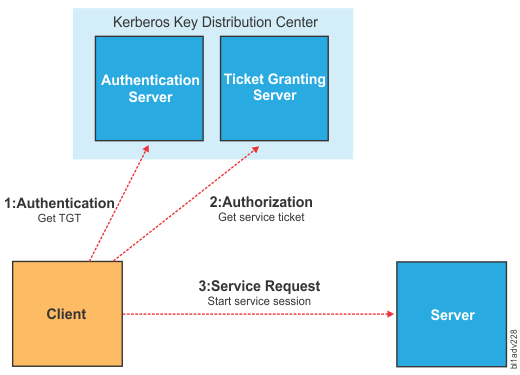 Kerberos Key Distribution Center
Authentication
Server
Ticket Granting
Server
1:Authentication
Get TGT
2:Authorization
Get service ticket
3:Service Request
Start service session
Client
Server
bl1adv228